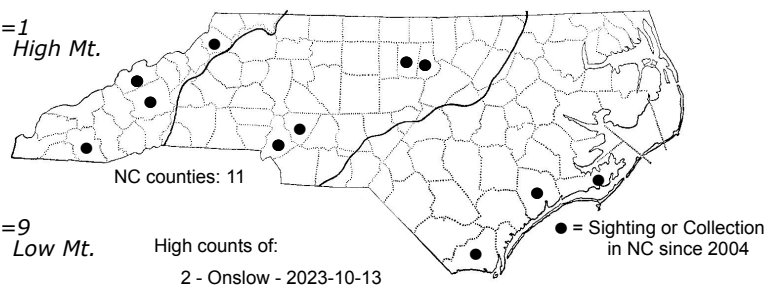 =1
High Mt.
NC counties: 11
=9
Low Mt.
High counts of:
2 - Onslow - 2023-10-13
● = Sighting or Collection
in NC since 2004